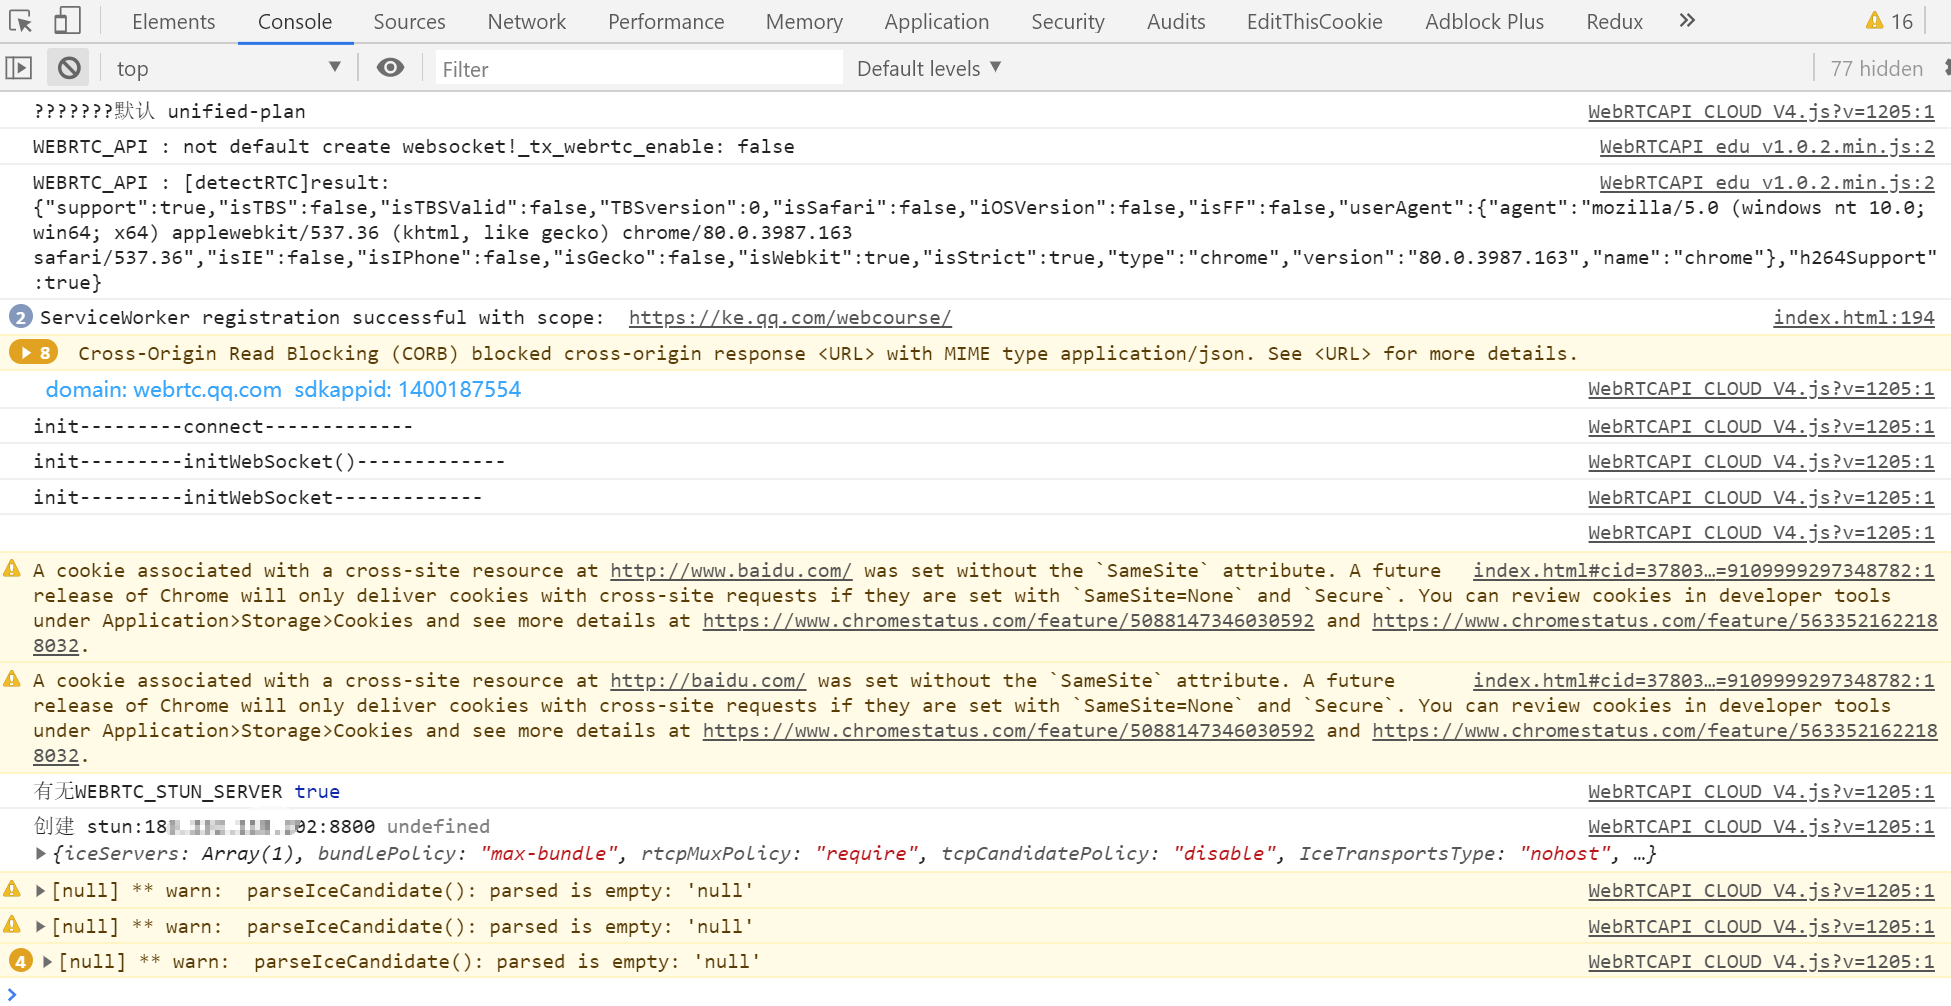 Elements Console Sources Network Performance Memory Application Security Audits EditThisCookie Adblock Plus Redux » 16
top Filter Default levels 77 hidden
???????默认 unified-plan WebRTCAPI_CLOUD_V4.js?v=1205:1
WEBRTC_API : not default create websocket!_tx_webrtc_enable: false WebRTCAPI_edu_v1.0.2.min.js:2
WEBRTC_API : [detectRTC]result: WebRTCAPI_edu_v1.0.2.min.js:2
{"support":true,"isTBS":false,"isTBSValid":false,"TBSversion":0,"isSafari":false,"iOSVersion":false,"isFF":false,"userAgent":{"agent":"mozilla/5.0 (windows nt 10.0;
win64; x64) applewebkit/537.36 (khtml, like gecko) chrome/80.0.3987.163
safari/537.36","isIE":false,"isIPhone":false,"isGecko":false,"isWebkit":true,"isStrict":true,"type":"chrome","version":"80.0.3987.163","name":"chrome"},"h264Support"
:true}
2 ServiceWorker registration successful with scope: https://ke.qq.com/webcourse/ index.html:194
8 Cross-Origin Read Blocking (CORB) blocked cross-origin response <URL> with MIME type application/json. See <URL> for more details.
domain: webrtc.qq.com sdkappid: 1400187554 WebRTCAPI_CLOUD_V4.js?v=1205:1
init---------connect------------- WebRTCAPI_CLOUD_V4.js?v=1205:1
init---------initWebSocket()------------- WebRTCAPI_CLOUD_V4.js?v=1205:1
init---------initWebSocket------------- WebRTCAPI_CLOUD_V4.js?v=1205:1
WebRTCAPI_CLOUD_V4.js?v=1205:1
A cookie associated with a cross-site resource at http://www.baidu.com/ was set without the `SameSite` attribute. A future index.html#cid=37803…=9109999297348782:1
release of Chrome will only deliver cookies with cross-site requests if they are set with `SameSite=None` and `Secure`. You can review cookies in developer tools
under Application>Storage>Cookies and see more details at https://www.chromestatus.com/feature/5088147346030592 and https://www.chromestatus.com/feature/563352162218
8032.
A cookie associated with a cross-site resource at http://baidu.com/ was set without the `SameSite` attribute. A future index.html#cid=37803…=9109999297348782:1
release of Chrome will only deliver cookies with cross-site requests if they are set with `SameSite=None` and `Secure`. You can review cookies in developer tools
under Application>Storage>Cookies and see more details at https://www.chromestatus.com/feature/5088147346030592 and https://www.chromestatus.com/feature/563352162218
8032.
有无WEBRTC_STUN_SERVER true WebRTCAPI_CLOUD_V4.js?v=1205:1
创建 stun:18 02:8800 undefined WebRTCAPI_CLOUD_V4.js?v=1205:1
{iceServers: Array(1), bundlePolicy: "max-bundle", rtcpMuxPolicy: "require", tcpCandidatePolicy: "disable", IceTransportsType: "nohost", …}
[null] ** warn: parseIceCandidate(): parsed is empty: 'null' WebRTCAPI_CLOUD_V4.js?v=1205:1
[null] ** warn: parseIceCandidate(): parsed is empty: 'null' WebRTCAPI_CLOUD_V4.js?v=1205:1
4 [null] ** warn: parseIceCandidate(): parsed is empty: 'null' WebRTCAPI_CLOUD_V4.js?v=1205:1